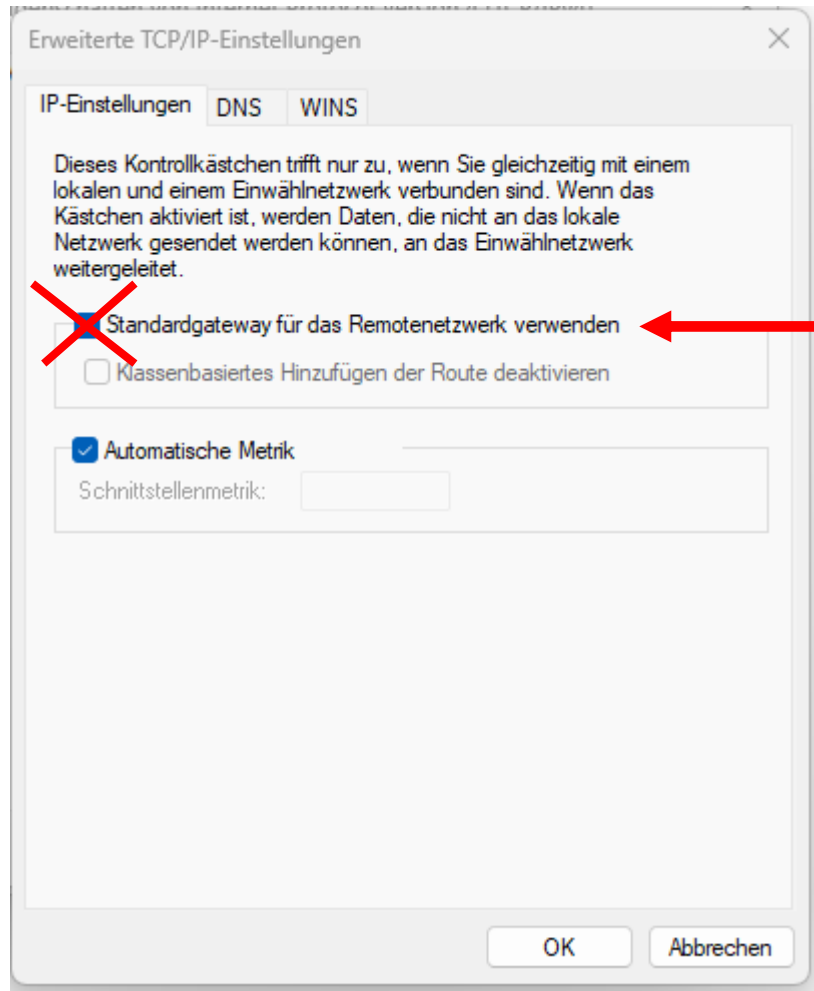 Erweiterte TCP/IP-Einstellungen
IP-Einstellungen DNS WINS
Dieses Kontrollkästchen trifft nur zu, wenn Sie gleichzeitig mit einem
lokalen und einem Einwählnetzwerk verbunden sind. Wenn das
Kästchen aktiviert ist, werden Daten, die nicht an das lokale
Netzwerk gesendet werden können, an das Einwählnetzwerk
weitergeleitet.
Standardgateway für das Remotenetzwerk verwenden
Klassenbasiertes Hinzufügen der Route deaktivieren
Automatische Metrik
Schnittstellenmetrik:
OK Abbrechen